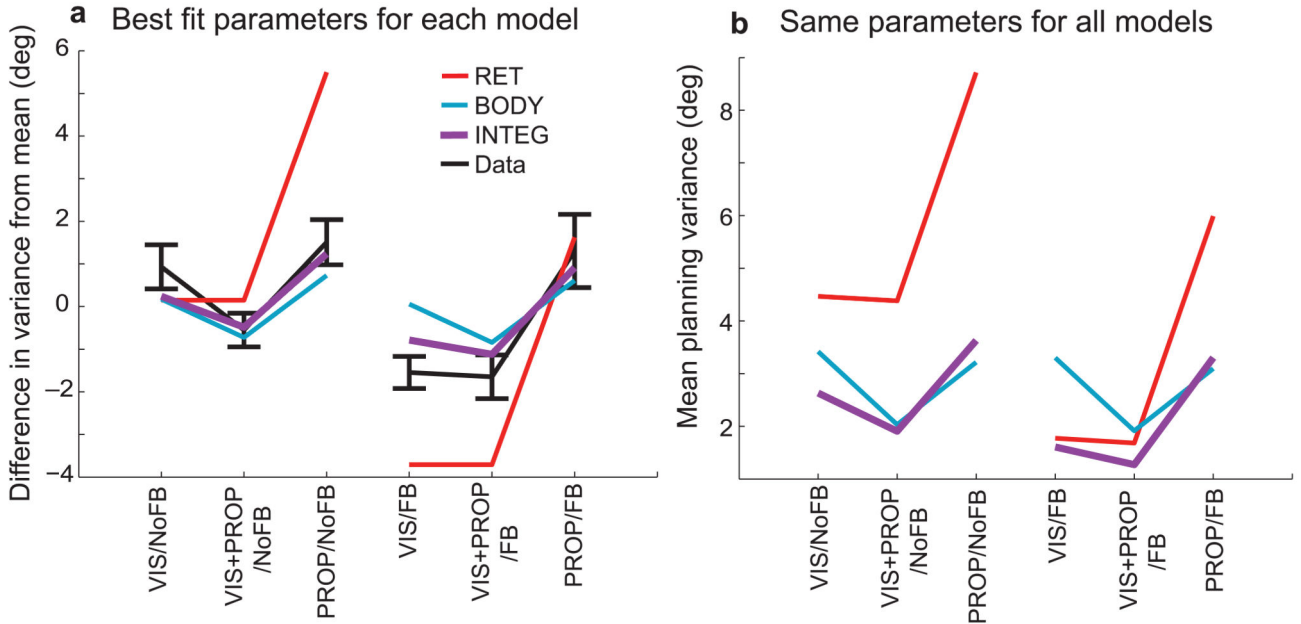 a Best fit parameters for each model
Difference in variance from mean (deg)
6
4
2
0
−2
−4
RET
BODY
INTEG
Data
VIS/NoFB
VIS+PROP
/NoFB
PROP/NoFB
VIS/FB
VIS+PROP
/FB
PROP/FB
b Same parameters for all models
Mean planning variance (deg)
8
6
4
2
VIS/NoFB
VIS+PROP
/NoFB
PROP/NoFB
VIS/FB
VIS+PROP
/FB
PROP/FB